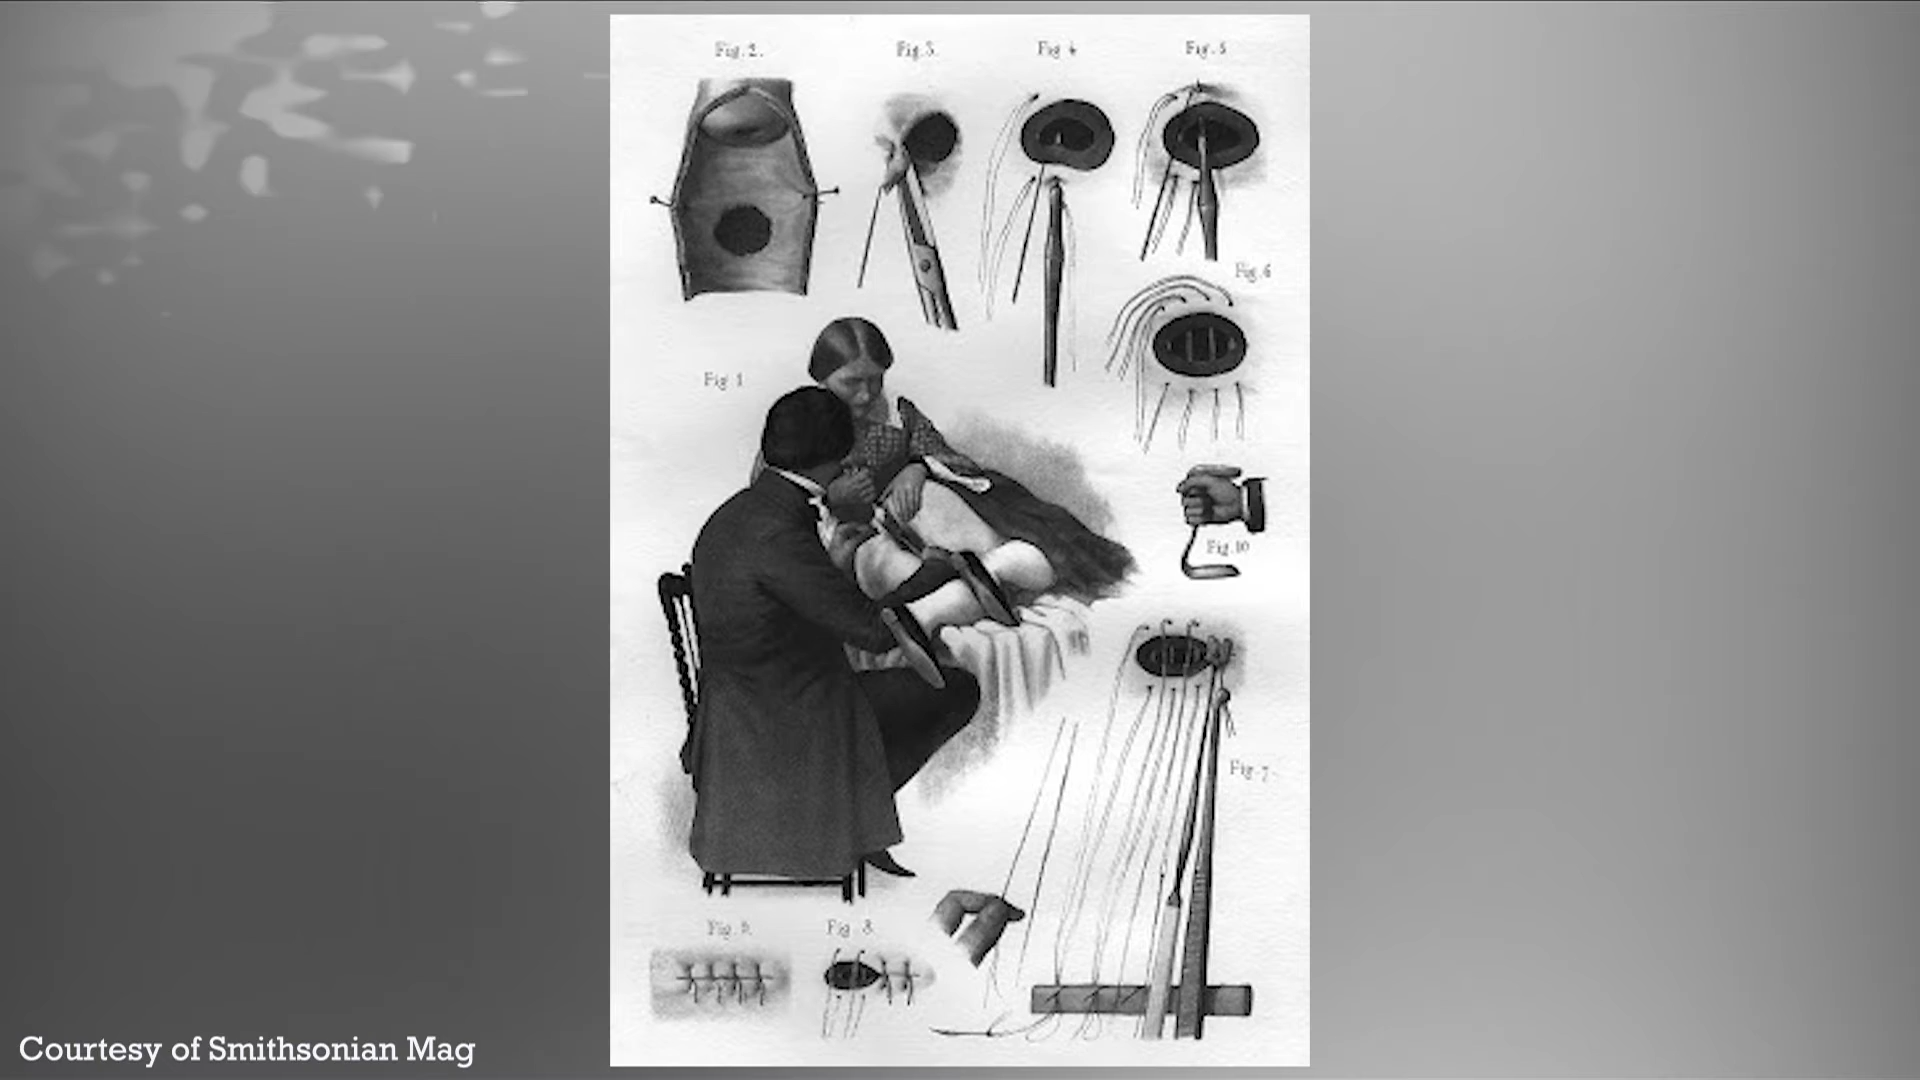 Fig. 2.
Fig. 3.
Fig 4
Fig. 5
Fig. 6
Fig 1
Fig. 10
Fig. 7.
Fig. 9.
Fig. 8.
Courtesy of Smithsonian Mag